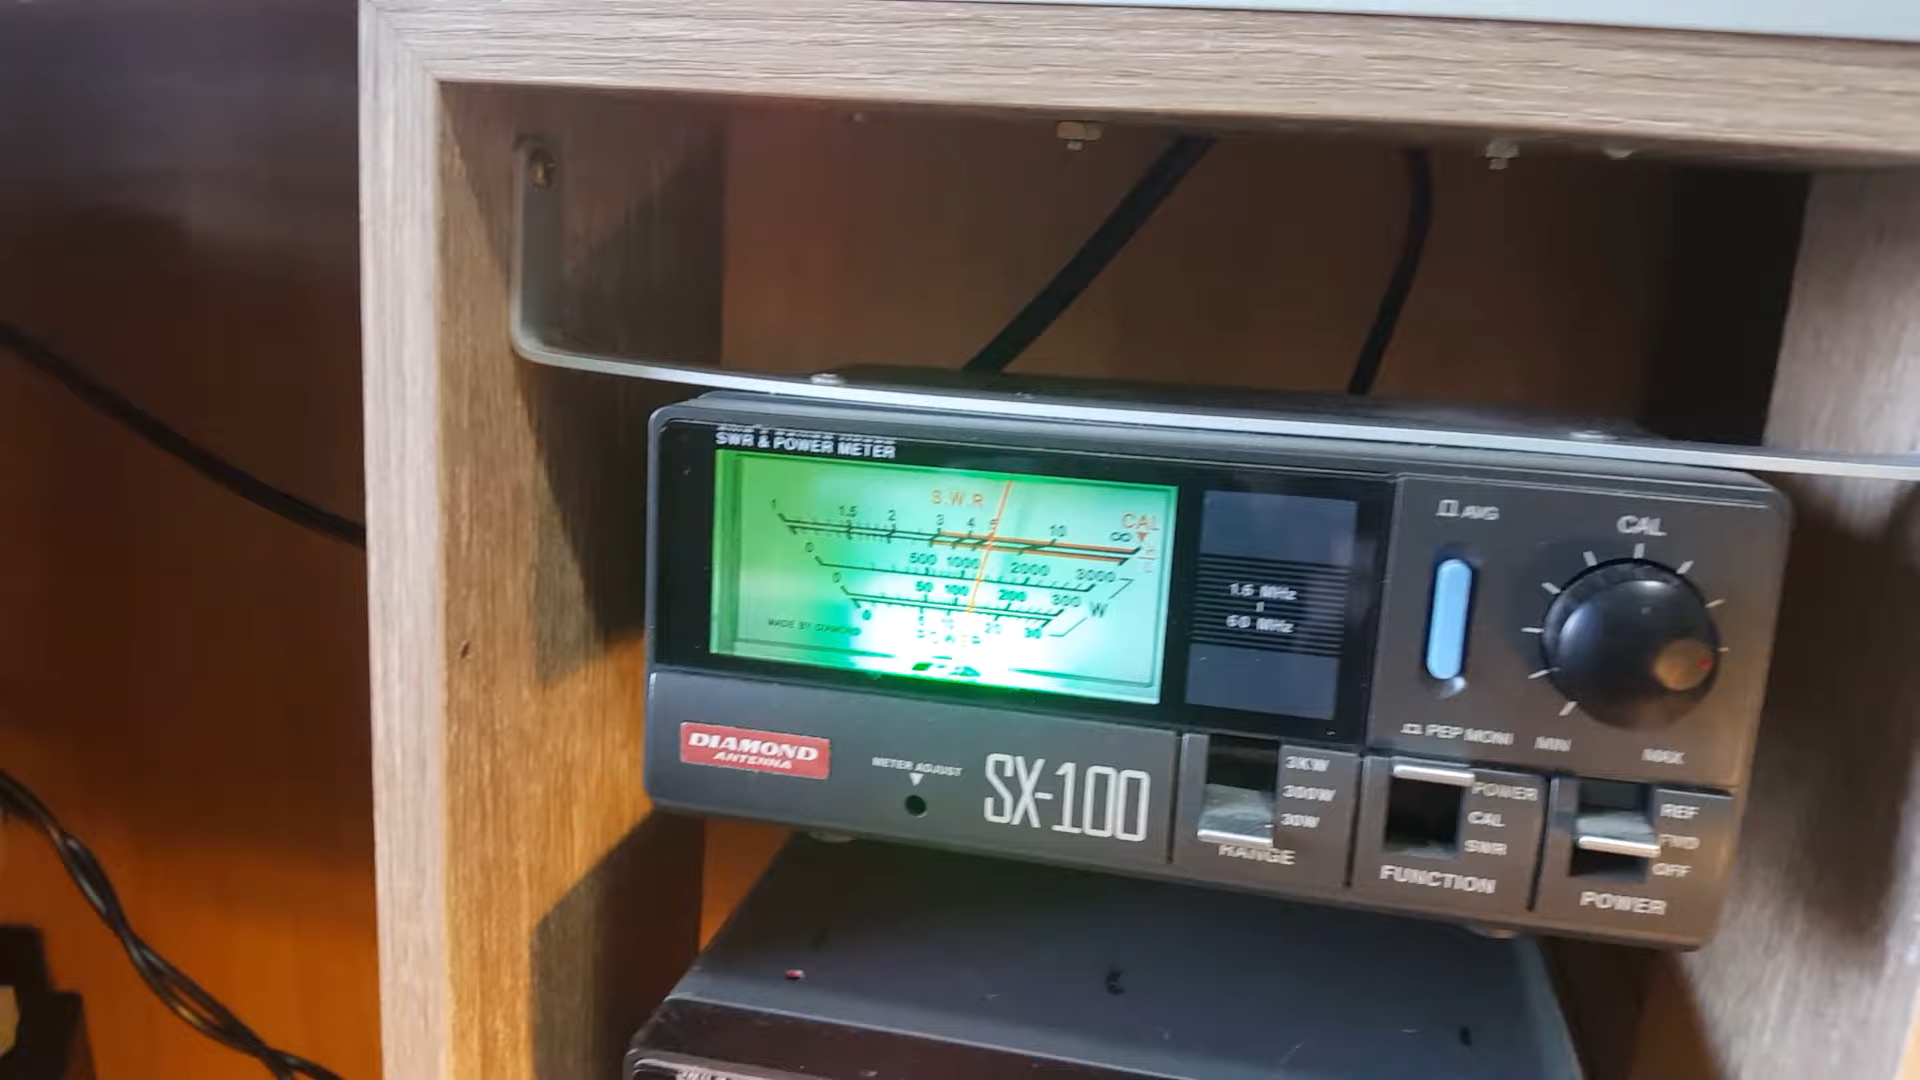 SWR & POWER METER
S.W.R
CAL
1 1.5 2 3 4 5 10 ∞
0 500 1000 2000 3000
0 50 100 200 300 W
0 5 10 20 30
POWER
MADE BY DIAMOND
1.6 MHz
60 MHz
AVG
CAL
PEP MONI
MIN
MAX
DIAMOND
ANTENNA
METER ADJUST
SX-100
3KW
300W
30W
RANGE
POWER
CAL
SWR
FUNCTION
REF
FWD
OFF
POWER